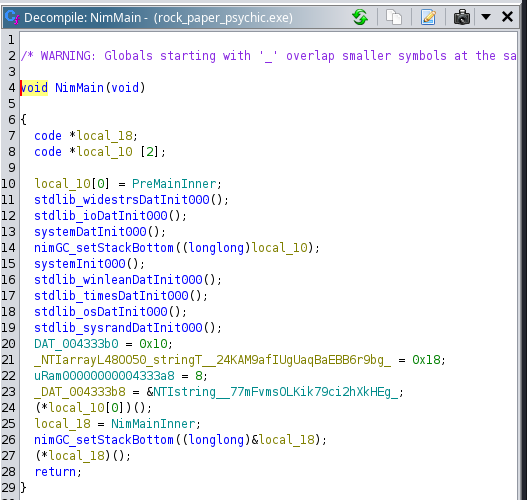 Decompile: NimMain - (rock_paper_psychic.exe)
1
2 /* WARNING: Globals starting with '_' overlap smaller symbols at the sa
3
4 void NimMain(void)
5
6 {
7 code *local_18;
8 code *local_10 [2];
9
10 local_10[0] = PreMainInner;
11 stdlib_widestrsDatInit000();
12 stdlib_ioDatInit000();
13 systemDatInit000();
14 nimGC_setStackBottom((longlong)local_10);
15 systemInit000();
16 stdlib_winleanDatInit000();
17 stdlib_timesDatInit000();
18 stdlib_osDatInit000();
19 stdlib_sysrandDatInit000();
20 DAT_004333b0 = 0x10;
21 _NTIarrayL480050_stringT__24KAM9afIUgUaqBaEBB6r9bg_ = 0x18;
22 uRam00000000004333a8 = 8;
23 _DAT_004333b8 = &NTIstring__77mFvmsOLKik79ci2hXkHEg_;
24 (*local_10[0])();
25 local_18 = NimMainInner;
26 nimGC_setStackBottom((longlong)&local_18);
27 (*local_18)();
28 return;
29 }